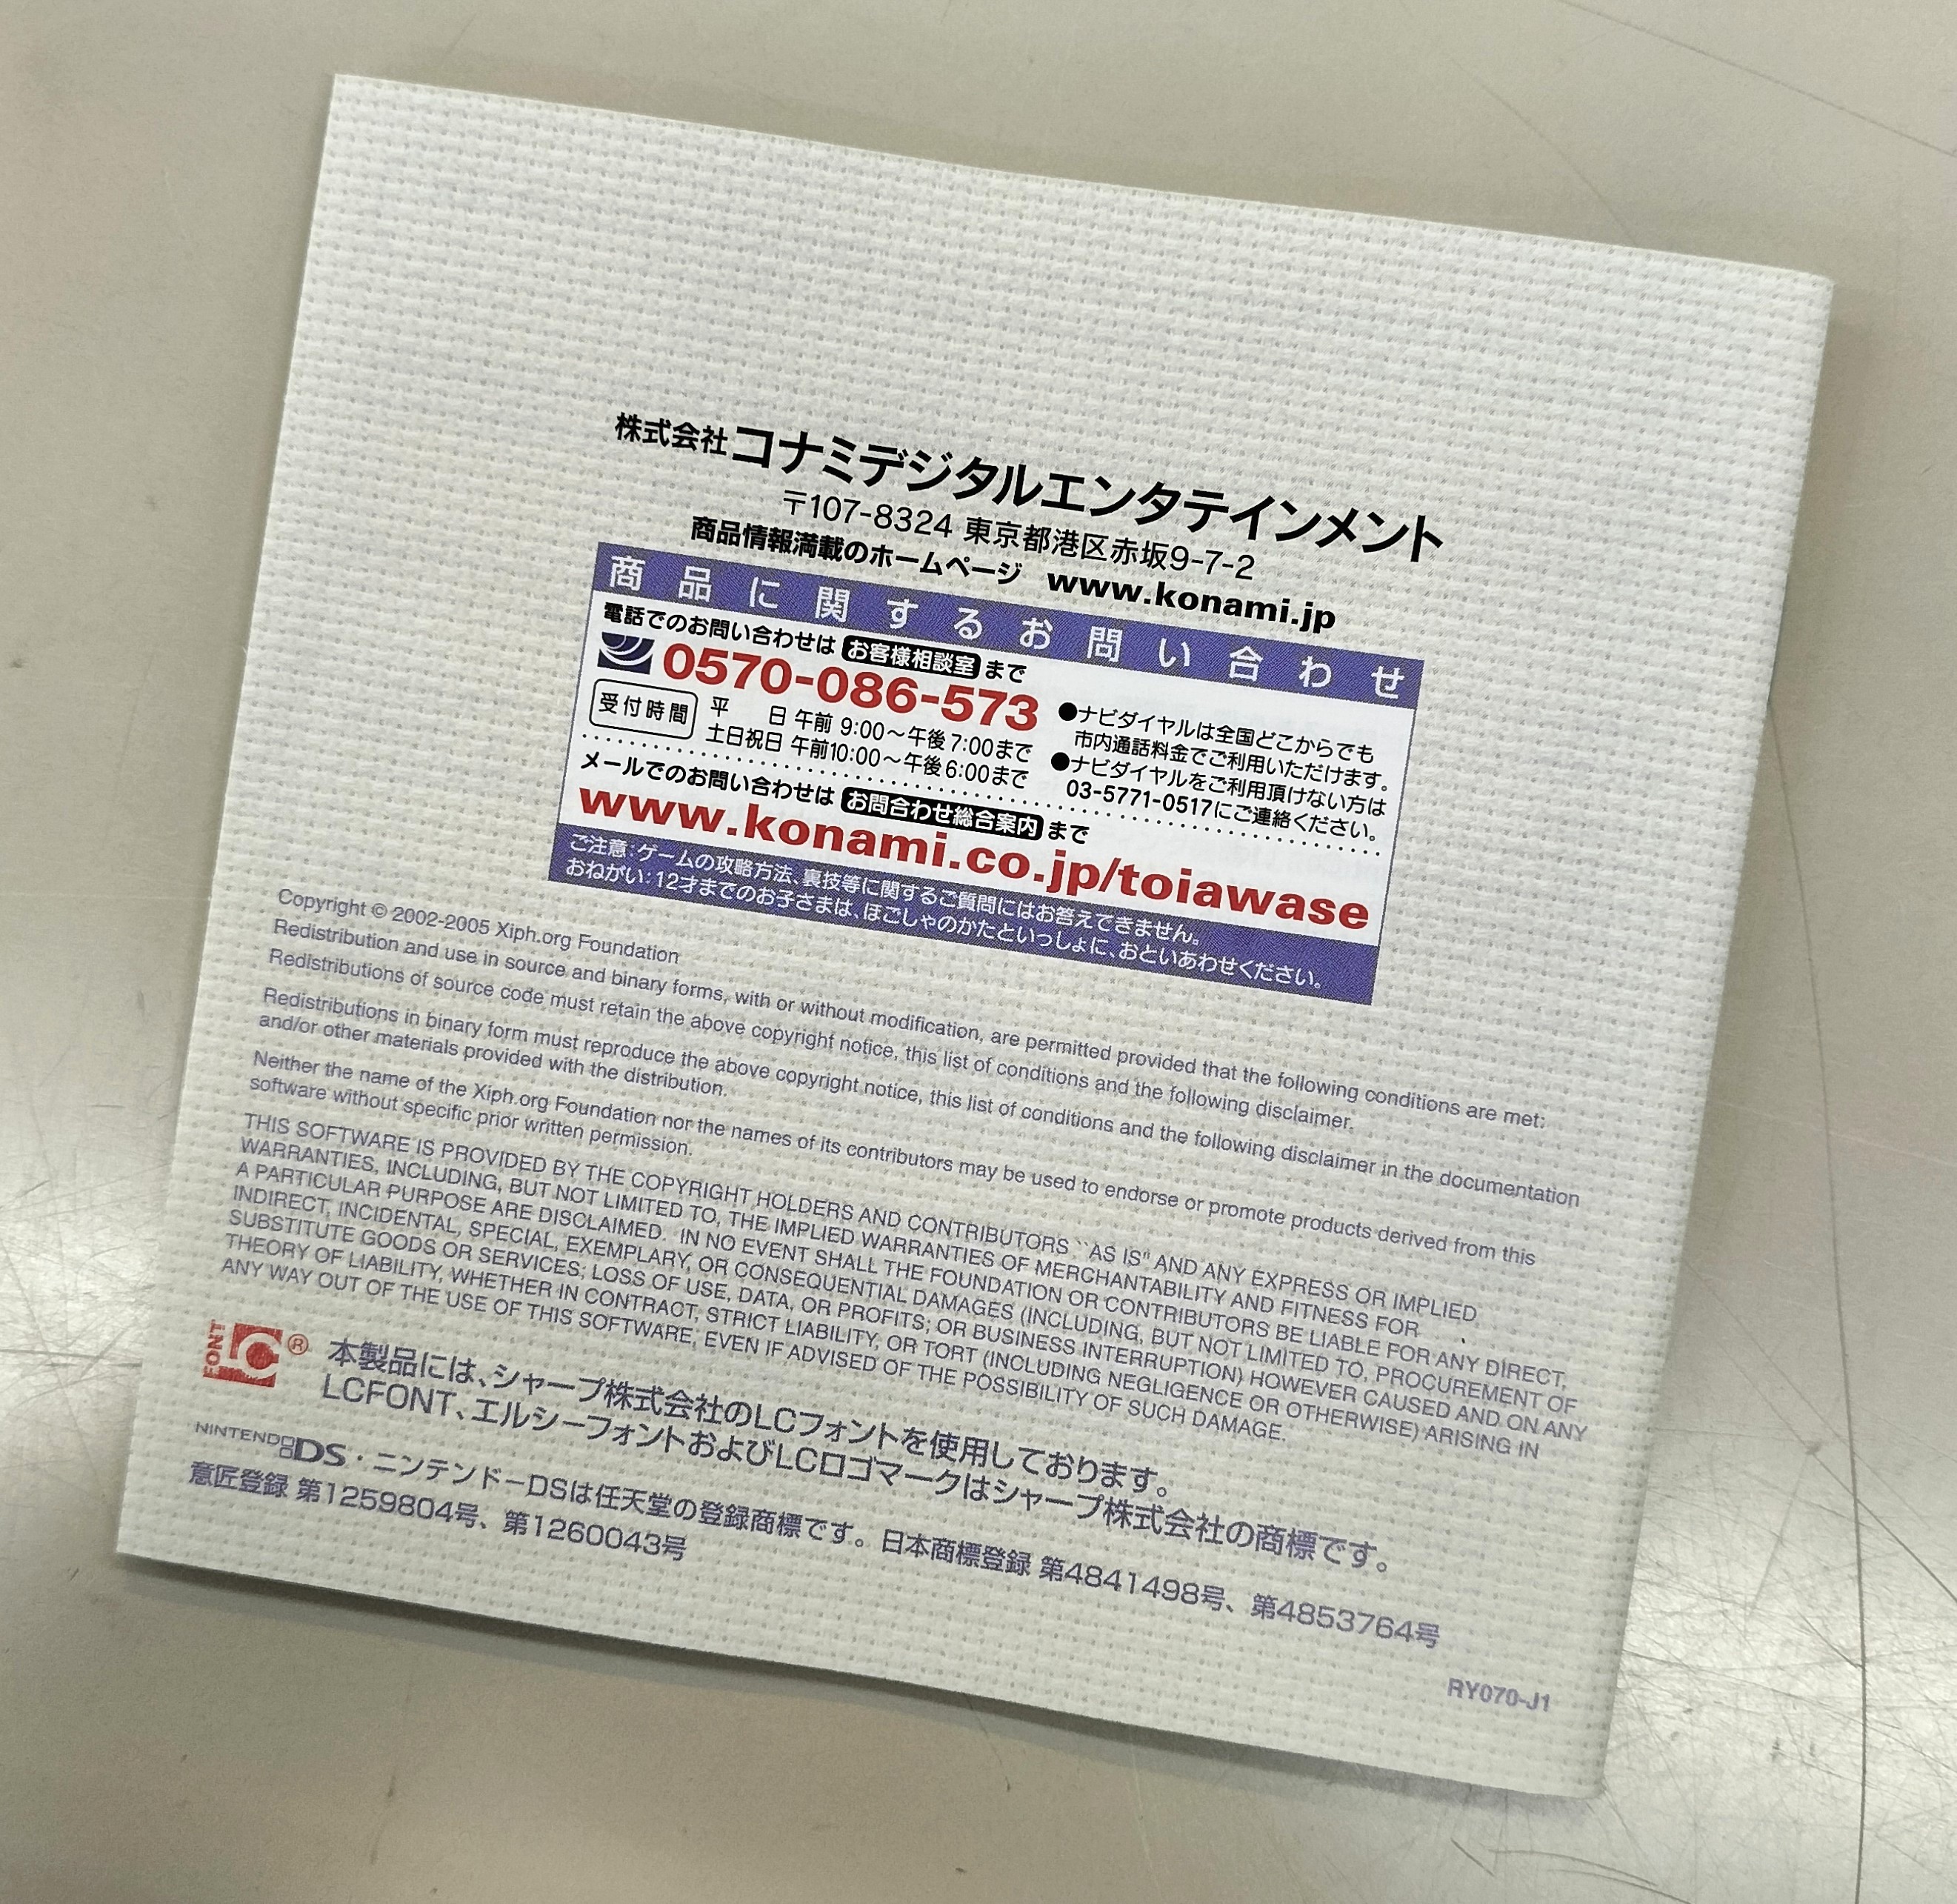 株式会社コナミデジタルエンタテインメント
〒107-8324 東京都港区赤坂9-7-2
商品情報満載のホームページ www.konami.jp
商品に関するお問い合わせ
電話でのお問い合わせは お客様相談室 まで
0570-086-573
受付時間
平　日 午前 9:00〜午後7:00まで
土日祝日 午前10:00〜午後6:00まで
●ナビダイヤルは全国どこからでも
市内通話料金でご利用いただけます。
●ナビダイヤルをご利用頂けない方は
03-5771-0517にご連絡ください。
メールでのお問い合わせは お問合わせ総合案内 まで
www.konami.co.jp/toiawase
ご注意:ゲームの攻略方法、裏技等に関するご質問にはお答えできません。
おねがい:12才までのお子さまは、ほごしゃのかたといっしょに、おといあわせください。
Copyright © 2002-2005 Xiph.org Foundation
Redistribution and use in source and binary forms, with or without modification, are permitted provided that the following conditions are met:
Redistributions of source code must retain the above copyright notice, this list of conditions and the following disclaimer.
Redistributions in binary form must reproduce the above copyright notice, this list of conditions and the following disclaimer in the documentation
and/or other materials provided with the distribution.
Neither the name of the Xiph.org Foundation nor the names of its contributors may be used to endorse or promote products derived from this
software without specific prior written permission.
THIS SOFTWARE IS PROVIDED BY THE COPYRIGHT HOLDERS AND CONTRIBUTORS ``AS IS'' AND ANY EXPRESS OR IMPLIED
WARRANTIES, INCLUDING, BUT NOT LIMITED TO, THE IMPLIED WARRANTIES OF MERCHANTABILITY AND FITNESS FOR
A PARTICULAR PURPOSE ARE DISCLAIMED. IN NO EVENT SHALL THE FOUNDATION OR CONTRIBUTORS BE LIABLE FOR ANY DIRECT,
INDIRECT, INCIDENTAL, SPECIAL, EXEMPLARY, OR CONSEQUENTIAL DAMAGES (INCLUDING, BUT NOT LIMITED TO, PROCUREMENT OF
SUBSTITUTE GOODS OR SERVICES; LOSS OF USE, DATA, OR PROFITS; OR BUSINESS INTERRUPTION) HOWEVER CAUSED AND ON ANY
THEORY OF LIABILITY, WHETHER IN CONTRACT, STRICT LIABILITY, OR TORT (INCLUDING NEGLIGENCE OR OTHERWISE) ARISING IN
ANY WAY OUT OF THE USE OF THIS SOFTWARE, EVEN IF ADVISED OF THE POSSIBILITY OF SUCH DAMAGE.
LC FONT ®
本製品には、シャープ株式会社のLCフォントを使用しております。
LCFONT、エルシーフォントおよびLCロゴマークはシャープ株式会社の商標です。
NINTENDO DS・ニンテンドーDSは任天堂の登録商標です。日本商標登録 第4841498号、第4853764号
意匠登録 第1259804号、第1260043号
RY070-J1